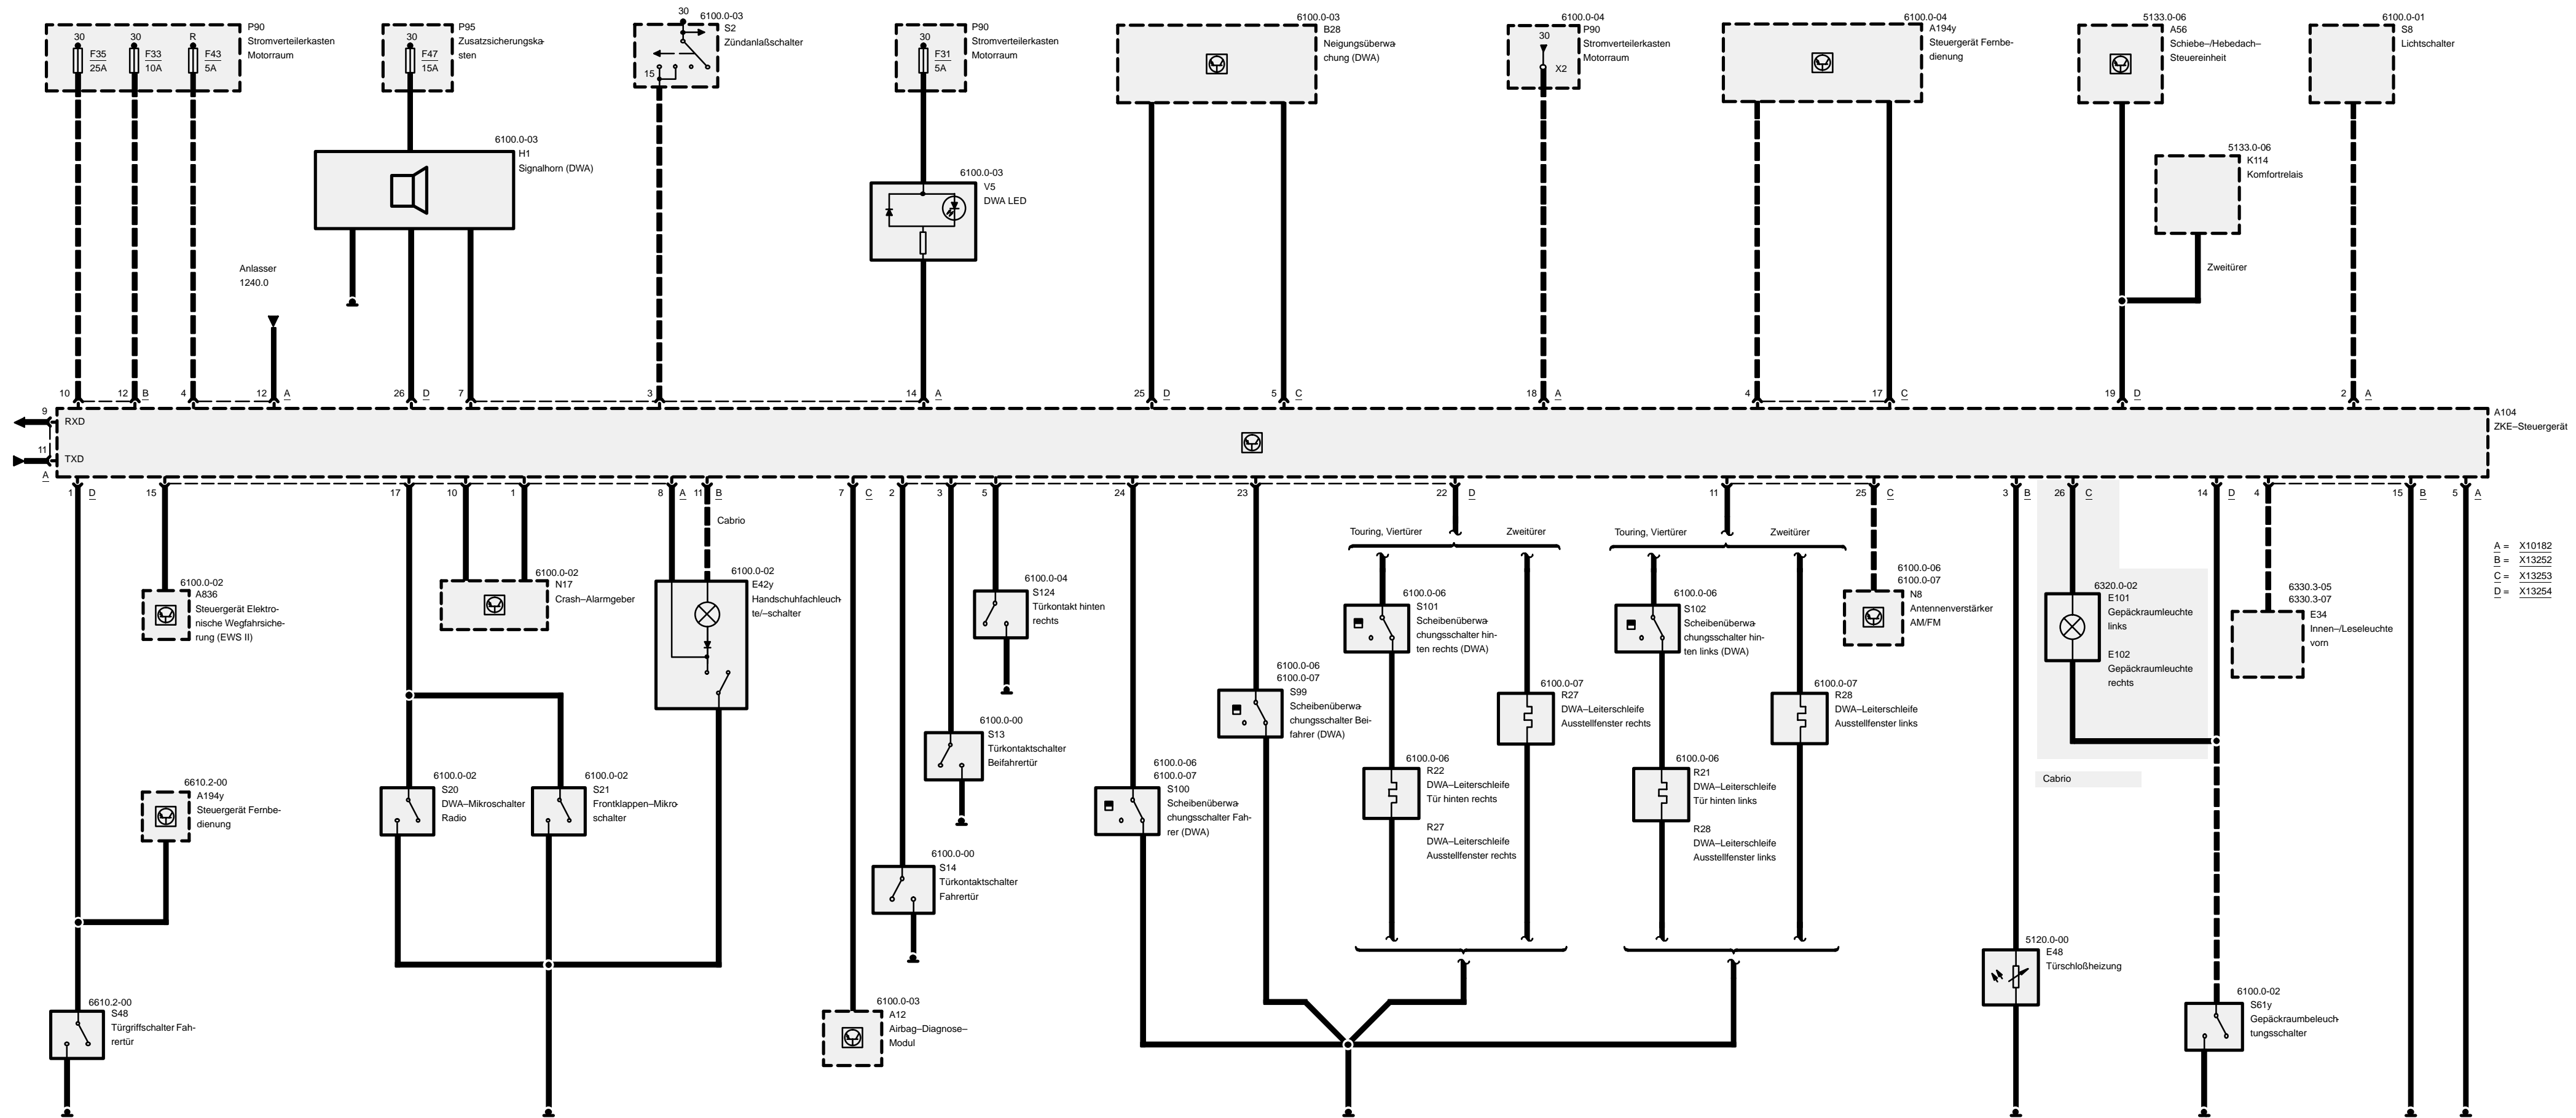 30
F35
25A
30
F33
10A
R
F43
5A
P90
Stromverteilerkasten
Motorraum
30
F47
15A
P95
Zusatzsicherungska-
sten
30
6100.0-03
S2
Zündanlaßschalter
15
30
F31
5A
P90
Stromverteilerkasten
Motorraum
6100.0-03
B28
Neigungsüberwa-
chung (DWA)
6100.0-04
P90
Stromverteilerkasten
Motorraum
30
X2
6100.0-04
A194y
Steuergerät Fernbe-
dienung
5133.0-06
A56
Schiebe–/Hebedach–
Steuereinheit
6100.0-01
S8
Lichtschalter
6100.0-03
H1
Signalhorn (DWA)
6100.0-03
V5
DWA LED
5133.0-06
K114
Komfortrelais
Zweitürer
Anlasser
1240.0
10
12
B
4
12
A
26
D
7
3
14
A
25
D
5
C
18
A
4
17
C
19
D
2
A
9
RXD
11
TXD
A
A104
ZKE–Steuergerät
1
D
15
17
10
1
8
A
11
B
7
C
2
3
5
24
23
22
D
11
25
C
3
B
26
C
14
D
4
15
B
5
A
Cabrio
Touring, Viertürer
Zweitürer
Touring, Viertürer
Zweitürer
A = X10182
B = X13252
C = X13253
D = X13254
6100.0-02
A836
Steuergerät Elektro-
nische Wegfahrsiche-
rung (EWS II)
6100.0-02
N17
Crash–Alarmgeber
6100.0-02
E42y
Handschuhfachleuch-
te/–schalter
6100.0-04
S124
Türkontakt hinten
rechts
6100.0-06
S101
Scheibenüberwa-
chungsschalter hin-
ten rechts (DWA)
6100.0-06
S102
Scheibenüberwa-
chungsschalter hin-
ten links (DWA)
6100.0-06
6100.0-07
N8
Antennenverstärker
AM/FM
6320.0-02
E101
Gepäckraumleuchte
links
E102
Gepäckraumleuchte
rechts
6330.3-05
6330.3-07
E34
Innen–/Leseleuchte
vorn
6100.0-06
6100.0-07
S99
Scheibenüberwa-
chungsschalter Bei-
fahrer (DWA)
6100.0-07
R27
DWA–Leiterschleife
Ausstellfenster rechts
6100.0-07
R28
DWA–Leiterschleife
Ausstellfenster links
6100.0-00
S13
Türkontaktschalter
Beifahrertür
6610.2-00
A194y
Steuergerät Fernbe-
dienung
6100.0-02
S20
DWA–Mikroschalter
Radio
6100.0-02
S21
Frontklappen–Mikro-
schalter
6100.0-06
6100.0-07
S100
Scheibenüberwa-
chungsschalter Fah-
rer (DWA)
6100.0-06
R22
DWA–Leiterschleife
Tür hinten rechts
R27
DWA–Leiterschleife
Ausstellfenster rechts
6100.0-06
R21
DWA–Leiterschleife
Tür hinten links
R28
DWA–Leiterschleife
Ausstellfenster links
Cabrio
6100.0-00
S14
Türkontaktschalter
Fahrertür
5120.0-00
E48
Türschloßheizung
6610.2-00
S48
Türgriffschalter Fah-
rertür
6100.0-03
A12
Airbag–Diagnose–
Modul
6100.0-02
S61y
Gepäckraumbeleuch-
tungsschalter